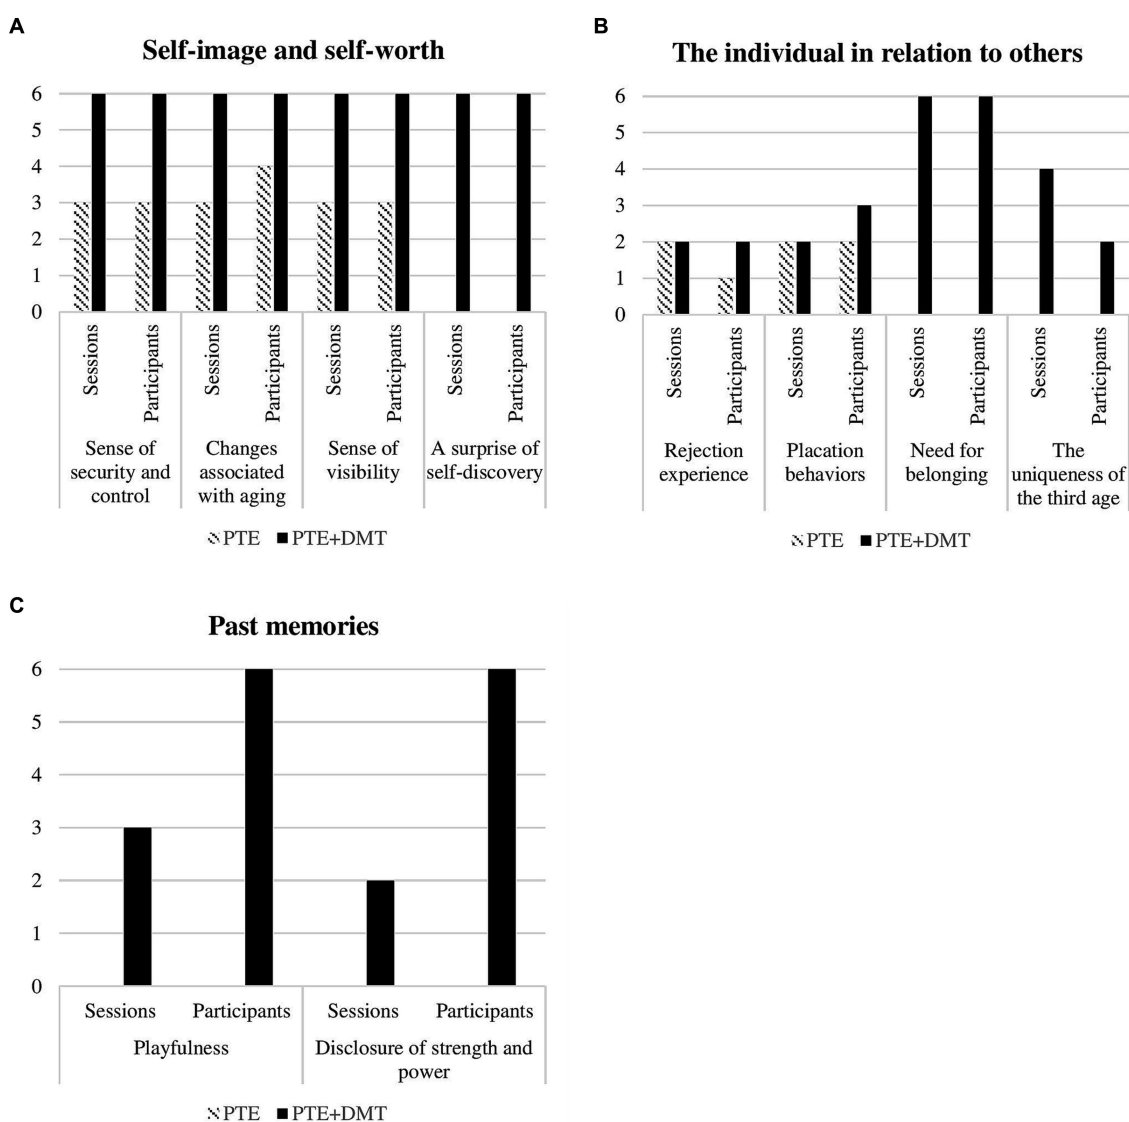 A
Self-image and self-worth
6
5
4
3
2
1
0
Sessions
Participants
Sessions
Participants
Sessions
Participants
Sessions
Participants
Sense of
security and
control
Changes
associated
with aging
Sense of
visibility
A surprise of
self-discovery
PTE PTE+DMT
B
The individual in relation to others
6
5
4
3
2
1
0
Sessions
Participants
Sessions
Participants
Sessions
Participants
Sessions
Participants
Rejection
experience
Placation
behaviors
Need for
belonging
The
uniqueness of
the third age
PTE PTE+DMT
C
Past memories
6
5
4
3
2
1
0
Sessions
Participants
Sessions
Participants
Playfulness
Disclosure of strength and
power
PTE PTE+DMT